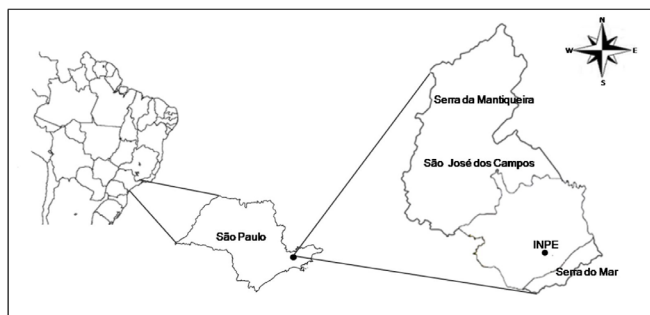 N
W E
S
Serra da Mantiqueira
São José dos Campos
São Paulo
INPE
Serra do Mar